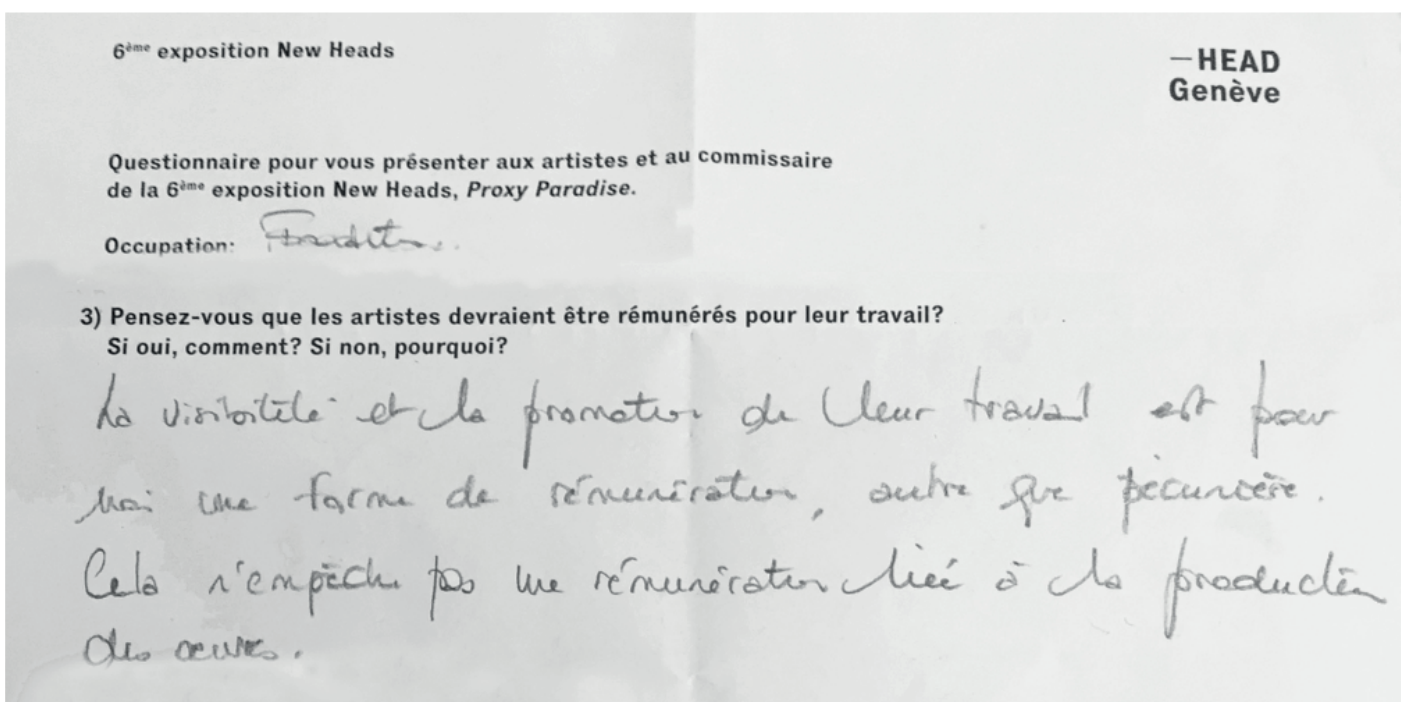 6ème exposition New Heads
—HEAD
Genève
Questionnaire pour vous présenter aux artistes et au commissaire
de la 6ème exposition New Heads, Proxy Paradise.
Occupation:
3) Pensez-vous que les artistes devraient être rémunérés pour leur travail?
Si oui, comment? Si non, pourquoi?
La visibilité et la promotion de leur travail est pour
moi une forme de rémunération, autre que pécunière.
Cela n'empêche pas une rémunération liée à la production
des œuvres.